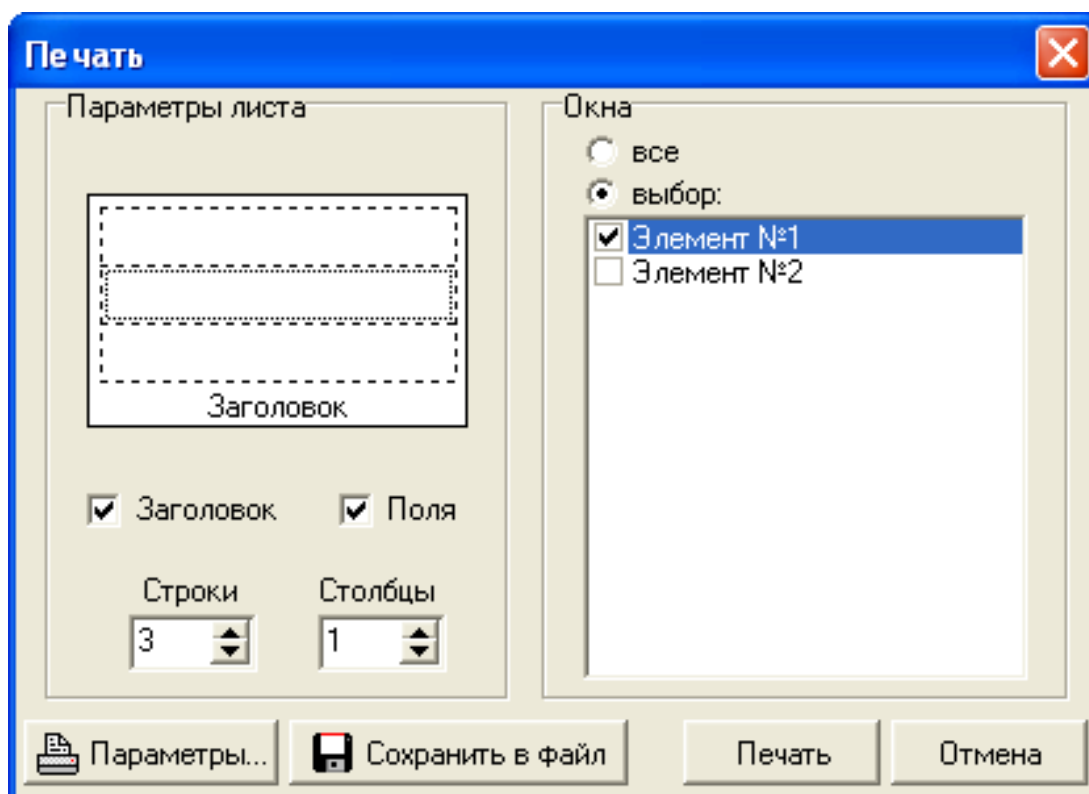 Печать
Параметры листа
Заголовок
Заголовок
Поля
Строки
Столбцы
3
1
Окна
все
выбор:
Элемент №1
Элемент №2
Параметры...
Сохранить в файл
Печать
Отмена